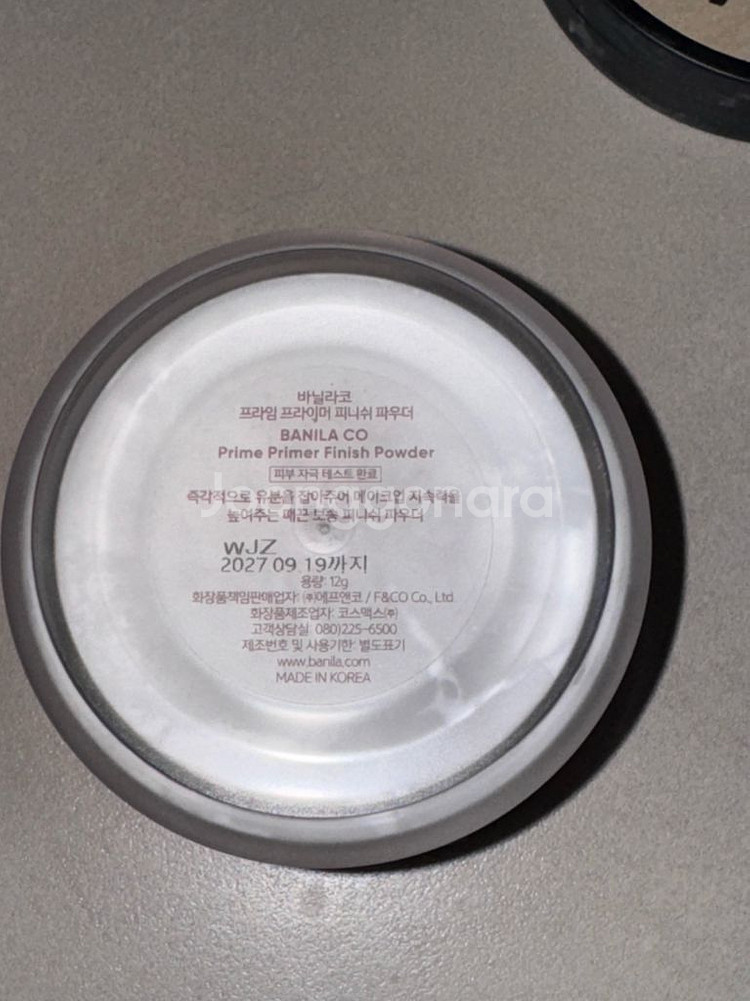 바닐라코
프라임 프라이머 피니쉬 파우더
BANILA CO
Prime Primer Finish Powder
피부 자극 테스트 완료
즉각적으로 유분을 잡아주어 메이크업 지속력을
높여주는 매끈 보송 피니쉬 파우더
Joonggonara
WJZ
2027 09 19까지
용량: 12g
화장품책임판매업자: ㈜에프앤코 / F&CO Co., Ltd.
화장품제조업자: 코스맥스㈜
고객상담실: 080)225-6500
제조번호 및 사용기한: 별도표기
www.banila.com
MADE IN KOREA